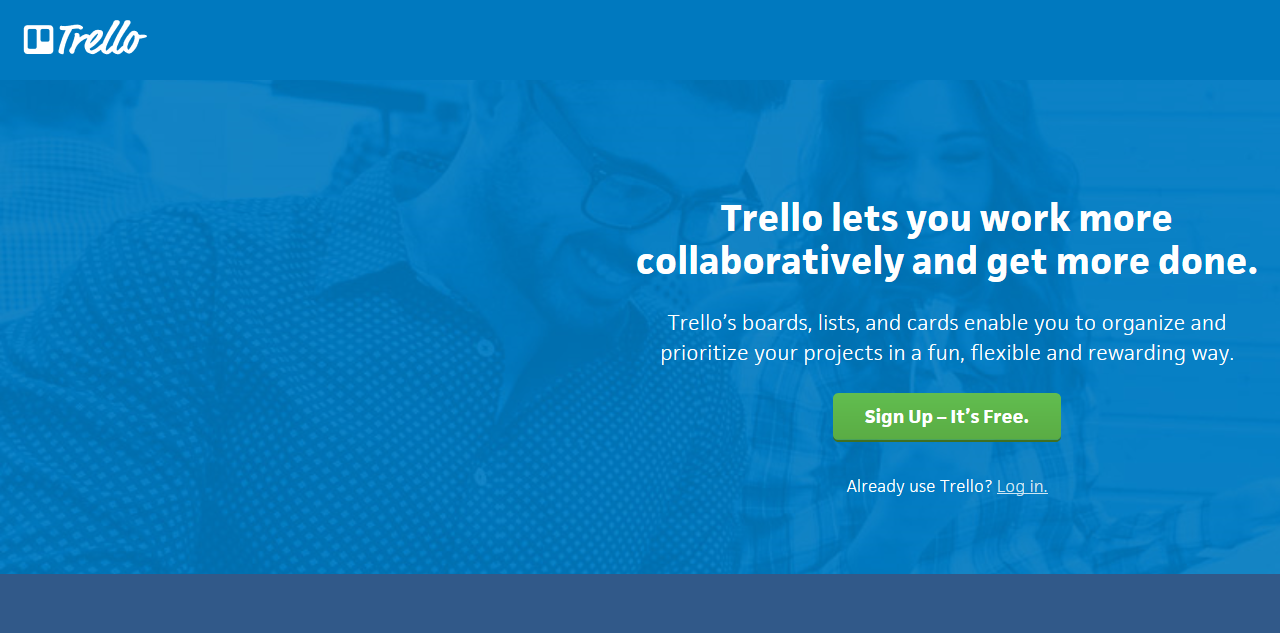 Trello
Trello lets you work more
collaboratively and get more done.
Trello’s boards, lists, and cards enable you to organize and
prioritize your projects in a fun, flexible and rewarding way.
Sign Up – It’s Free.
Already use Trello? Log in.